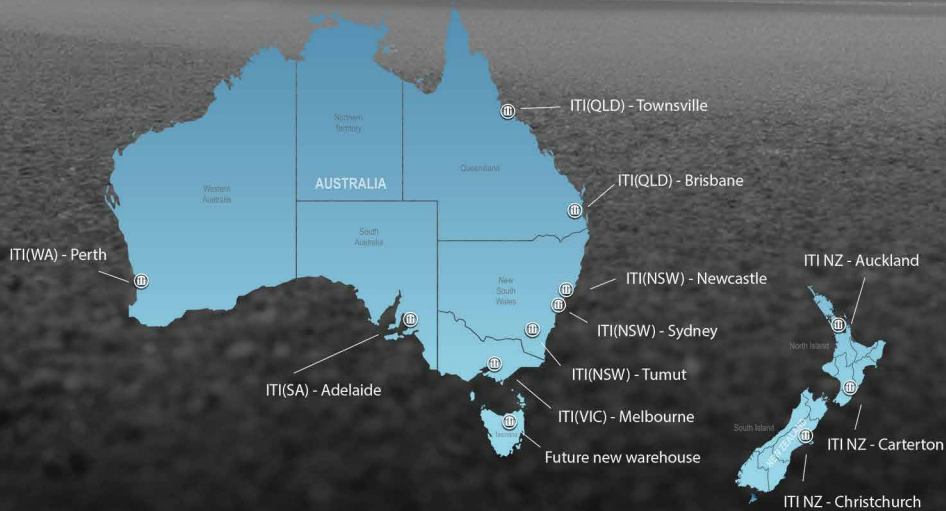 ITI(QLD) - Townsville
Northern
Territory
Queensland
ITI(QLD) - Brisbane
AUSTRALIA
Western
Australia
South
Australia
ITI(WA) - Perth
ITI NZ - Auckland
ITI(NSW) - Newcastle
New
South
Wales
ITI(NSW) - Sydney
North Island
ITI(NSW) - Tumut
ITI(SA) - Adelaide
ITI(VIC) - Melbourne
South Island
Tasmania
NEW ZEALAND
ITI NZ - Carterton
Future new warehouse
ITI NZ - Christchurch